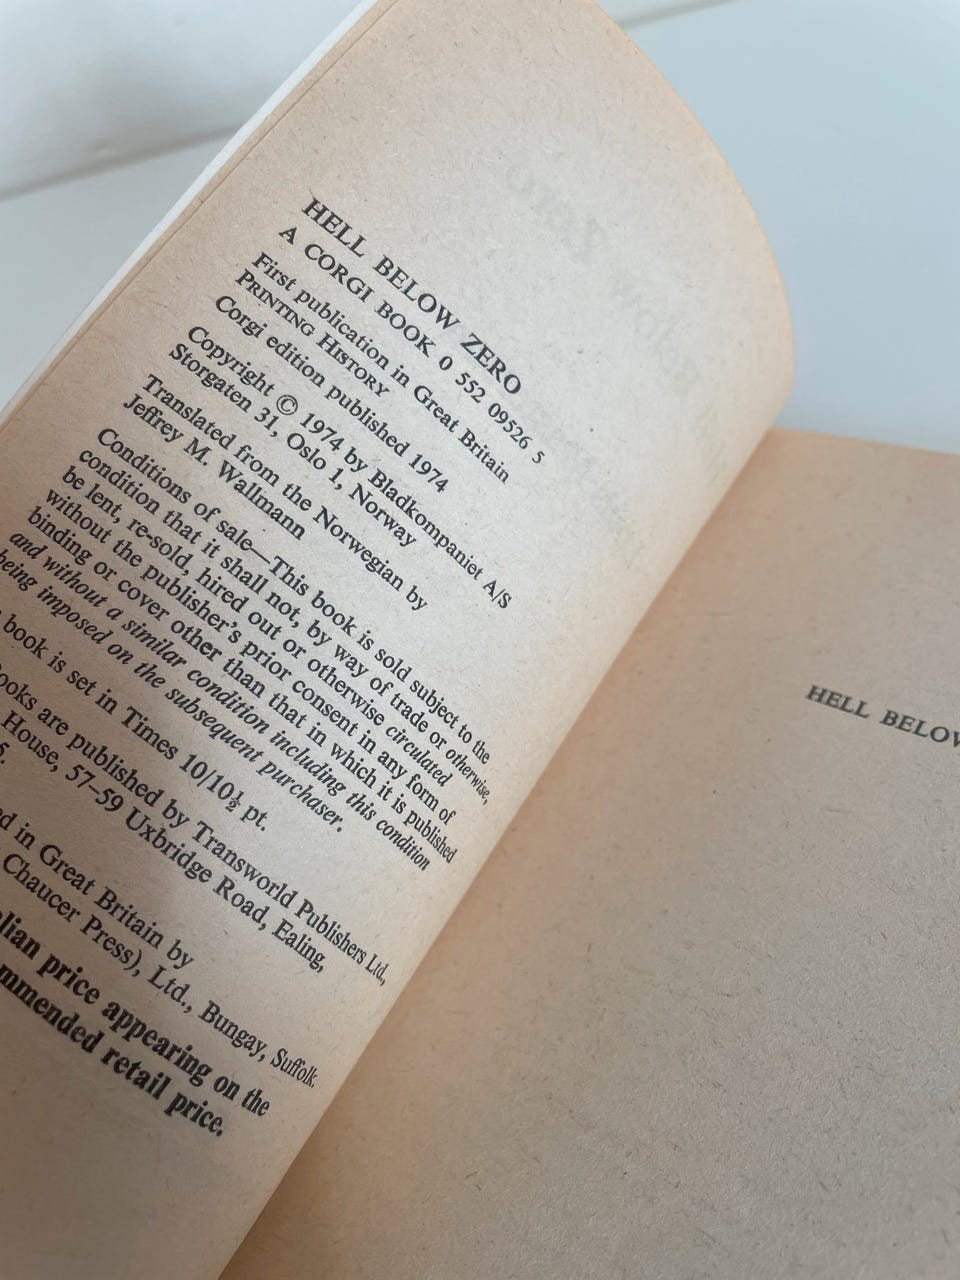 HELL BELOW ZERO
A CORGI BOOK 0 552 09526 5
First publication in Great Britain
PRINTING HISTORY
Corgi edition published 1974
Copyright © 1974 by Bladkompaniet A/S
Storgaten 31, Oslo 1, Norway
Translated from the Norwegian by
Jeffrey M. Wallmann
Conditions of sale—This book is sold subject to the
condition that it shall not, by way of trade or otherwise,
be lent, re-sold, hired out or otherwise circulated
without the publisher's prior consent in any form of
binding or cover other than that in which it is published
and without a similar condition including this condition
being imposed on the subsequent purchaser.
book is set in Times 10/10½ pt.
ooks are published by Transworld Publishers Ltd.,
House, 57–59 Uxbridge Road, Ealing,
5.
ed in Great Britain by
Chaucer Press), Ltd., Bungay, Suffolk.
lian price appearing on the
mmended retail price.
HELL BELOW